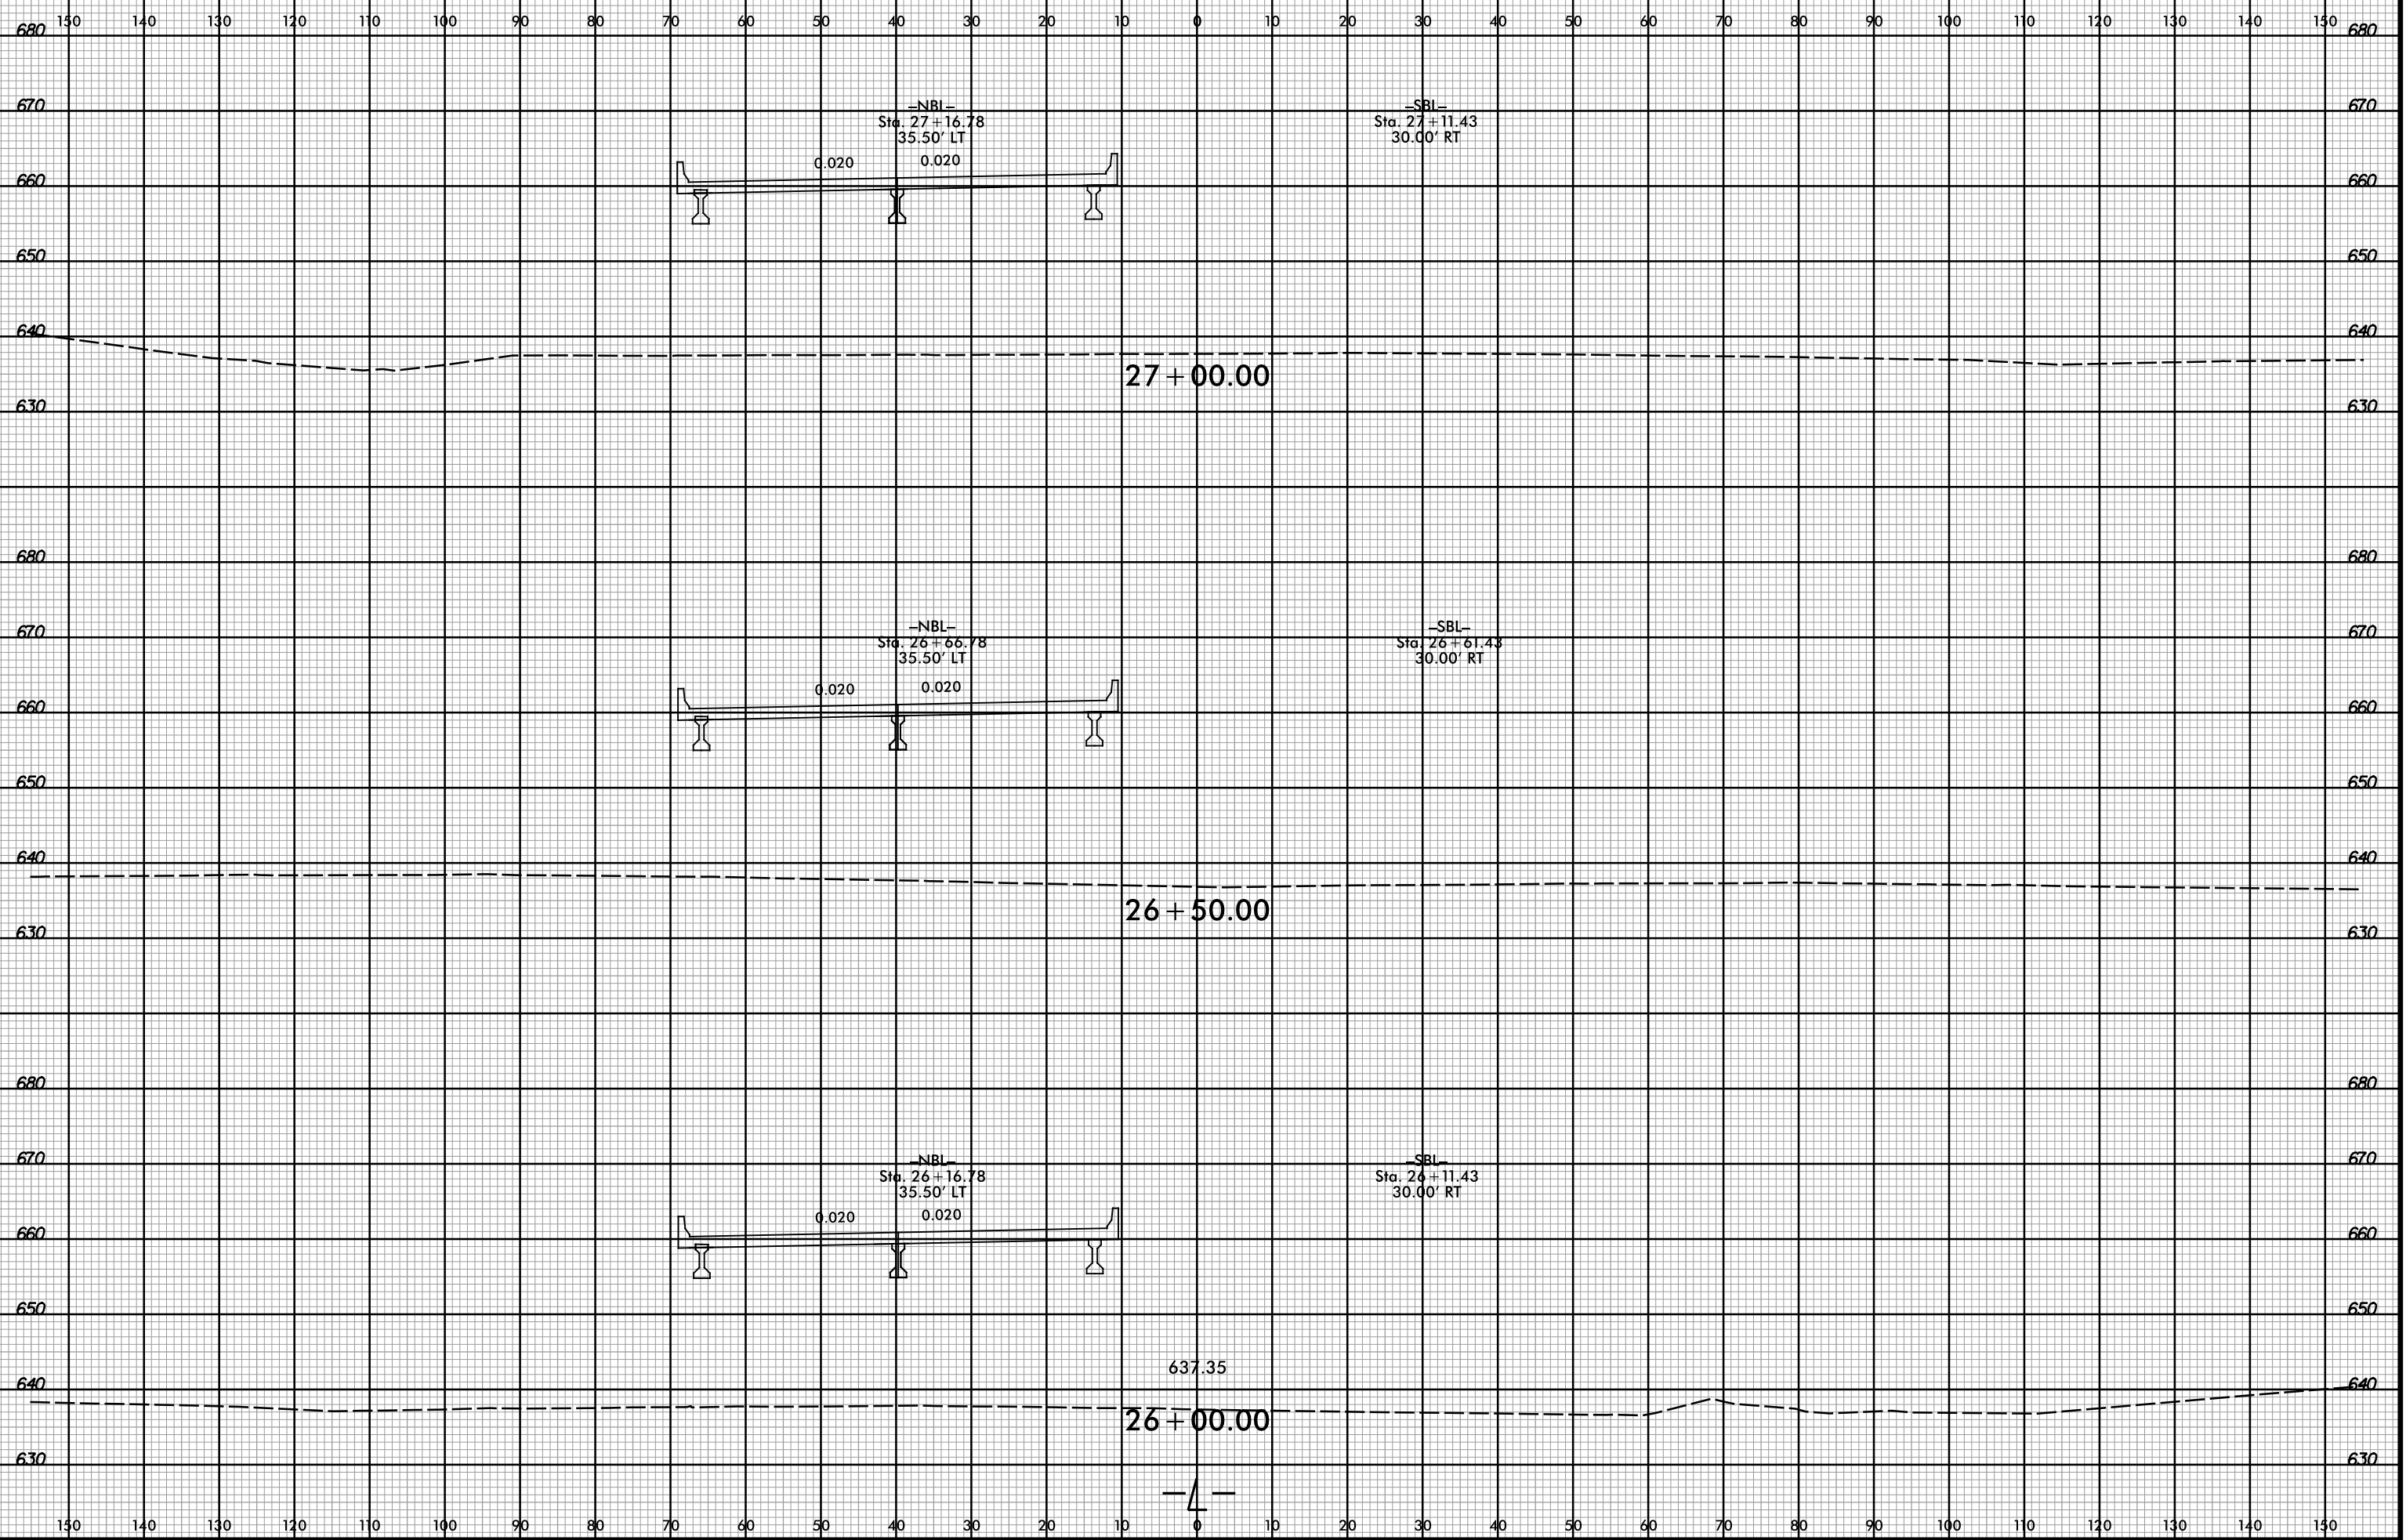 150 140 130 120 110 100 90 80 70 60 50 40 30 20 10 0 10 20 30 40 50 60 70 80 90 100 110 120 130 140 150
680 680
670 –NBL– –SBL– 670
Sta. 27+16.78 Sta. 27+11.43
35.50' LT 30.00' RT
0.020 0.020
660 660
650 650
640 640
27+00.00
630 630
680 680
670 –NBL– –SBL– 670
Sta. 26+66.78 Sta. 26+61.43
35.50' LT 30.00' RT
0.020 0.020
660 660
650 650
640 640
26+50.00
630 630
680 680
670 –NBL– –SBL– 670
Sta. 26+16.78 Sta. 26+11.43
35.50' LT 30.00' RT
0.020 0.020
660 660
650 650
637.35
640 640
26+00.00
630 630
–L–
150 140 130 120 110 100 90 80 70 60 50 40 30 20 10 0 10 20 30 40 50 60 70 80 90 100 110 120 130 140 150